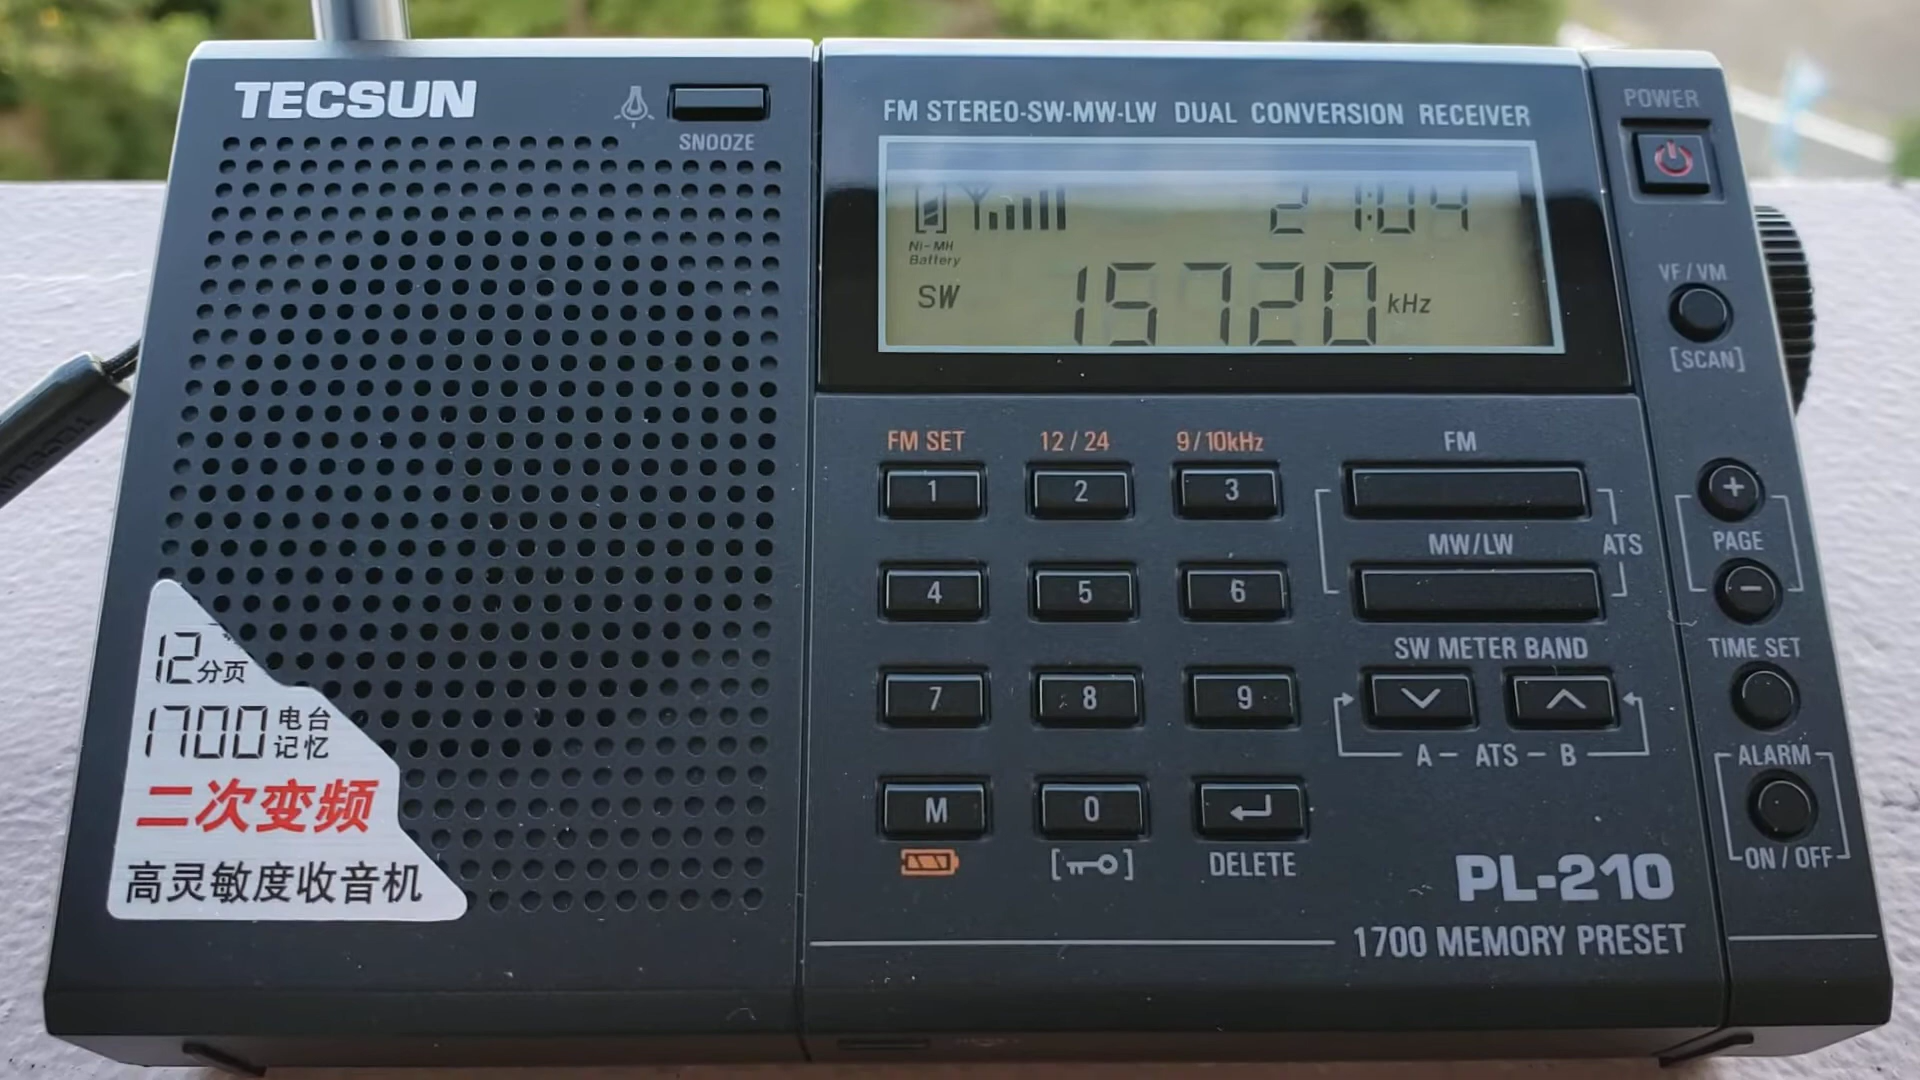 TECSUN
SNOOZE
FM STEREO-SW-MW-LW DUAL CONVERSION RECEIVER
POWER
21:04
Ni-MH
Battery
SW 15720 kHz
VF/VM
[SCAN]
FM SET 12/24 9/10kHz FM
1 2 3
MW/LW ATS
+
PAGE
−
4 5 6
SW METER BAND
TIME SET
7 8 9
A – ATS – B
ALARM
ON/OFF
M 0
DELETE
PL-210
1700 MEMORY PRESET
12分页
1700电台记忆
二次变频
高灵敏度收音机
TECSUN